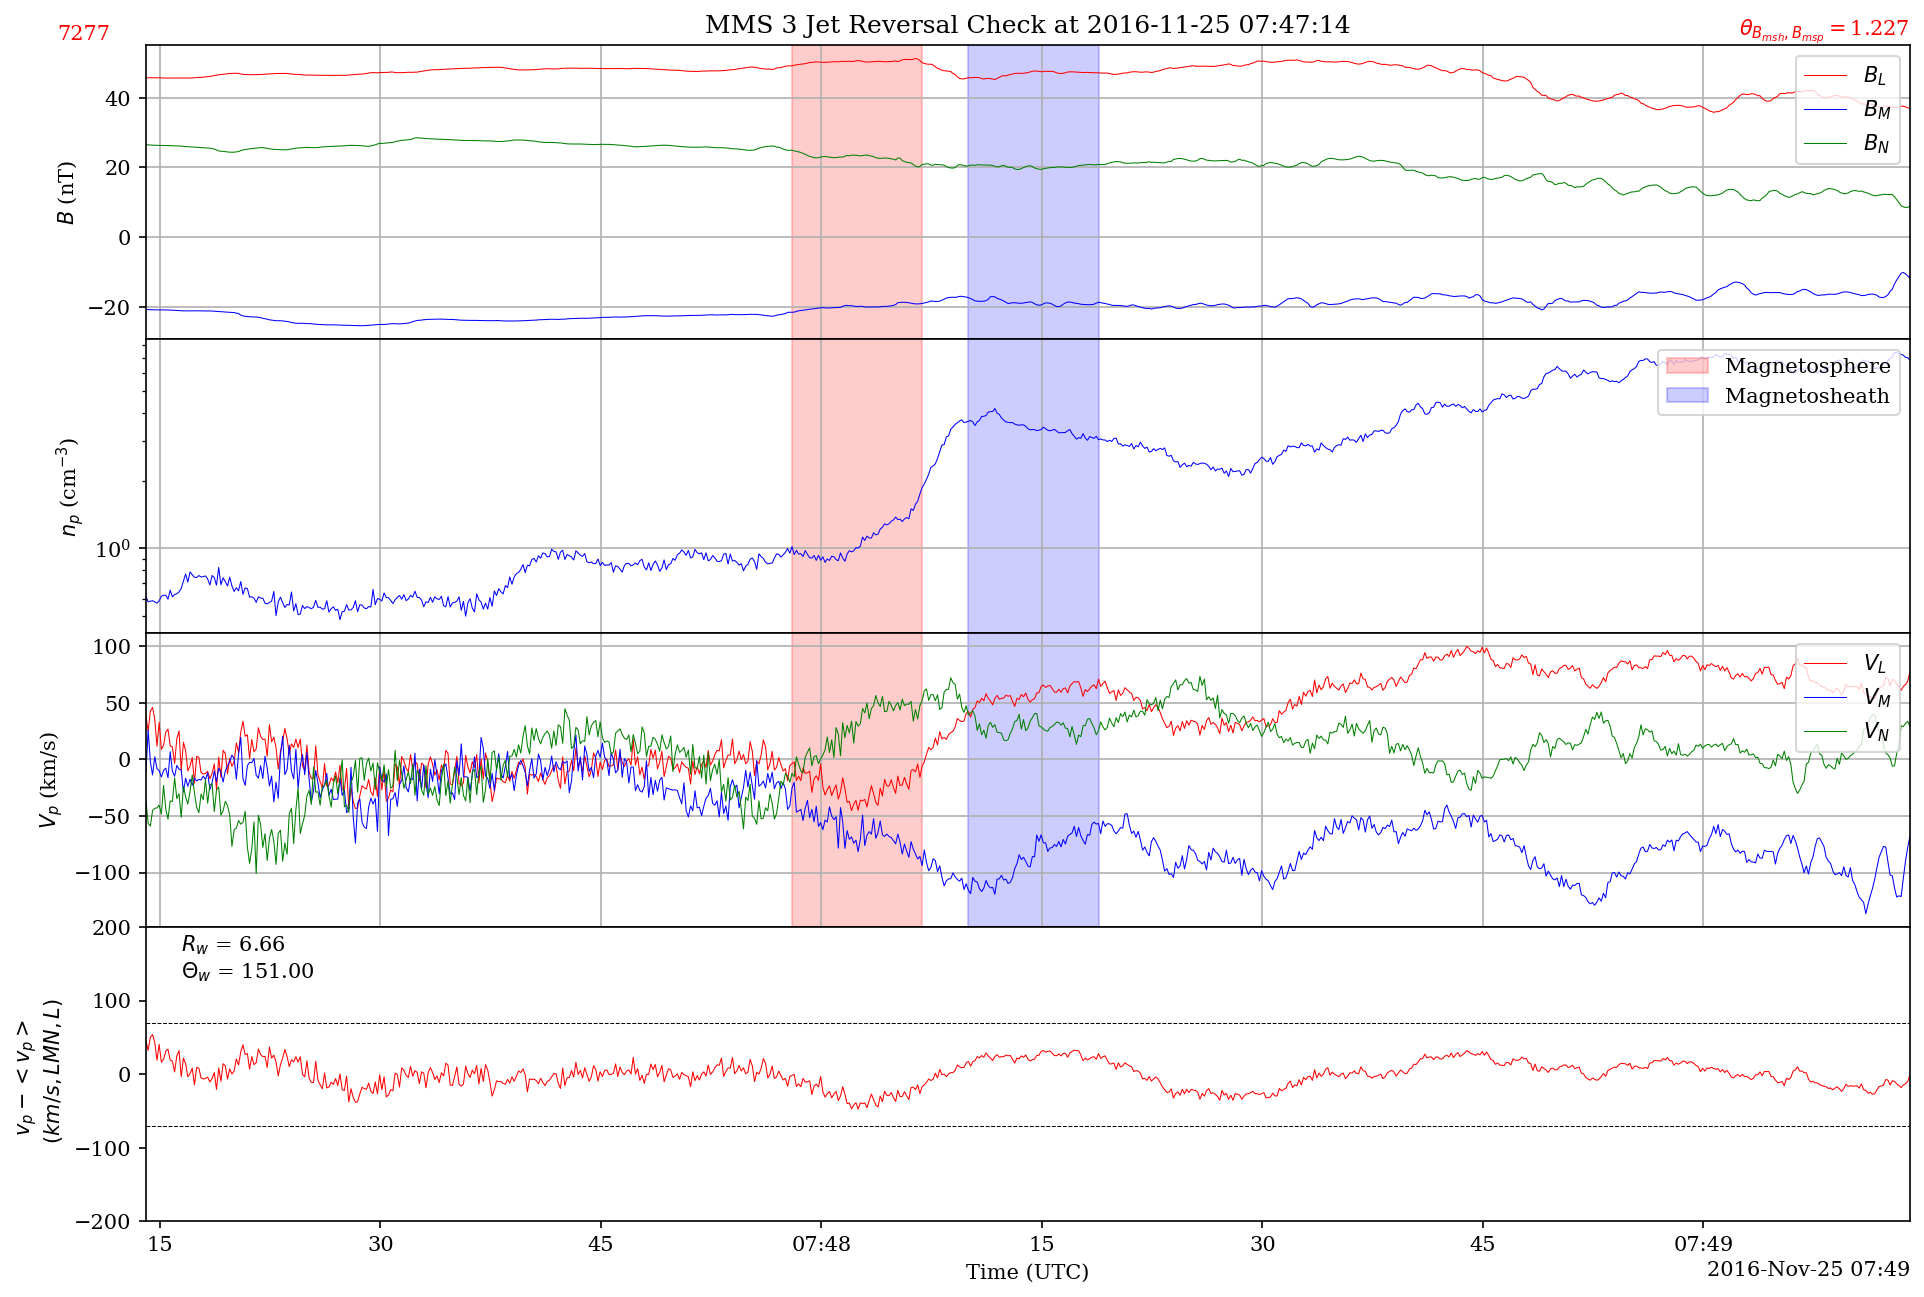 MMS 3 Jet Reversal Check at 2016-11-25 07:47:14
7277
θ_{B_{msh}, B_{msp}} = 1.227
B (nT)
40
20
0
−20
B_L
B_M
B_N
n_p (cm^{−3})
10^0
Magnetosphere
Magnetosheath
V_p (km/s)
100
50
0
−50
−100
V_L
V_M
V_N
v_p − <v_p>
(km/s, LMN, L)
200
100
0
−100
−200
R_w = 6.66
Θ_w = 151.00
15 30 45 07:48 15 30 45 07:49
Time (UTC)
2016-Nov-25 07:49